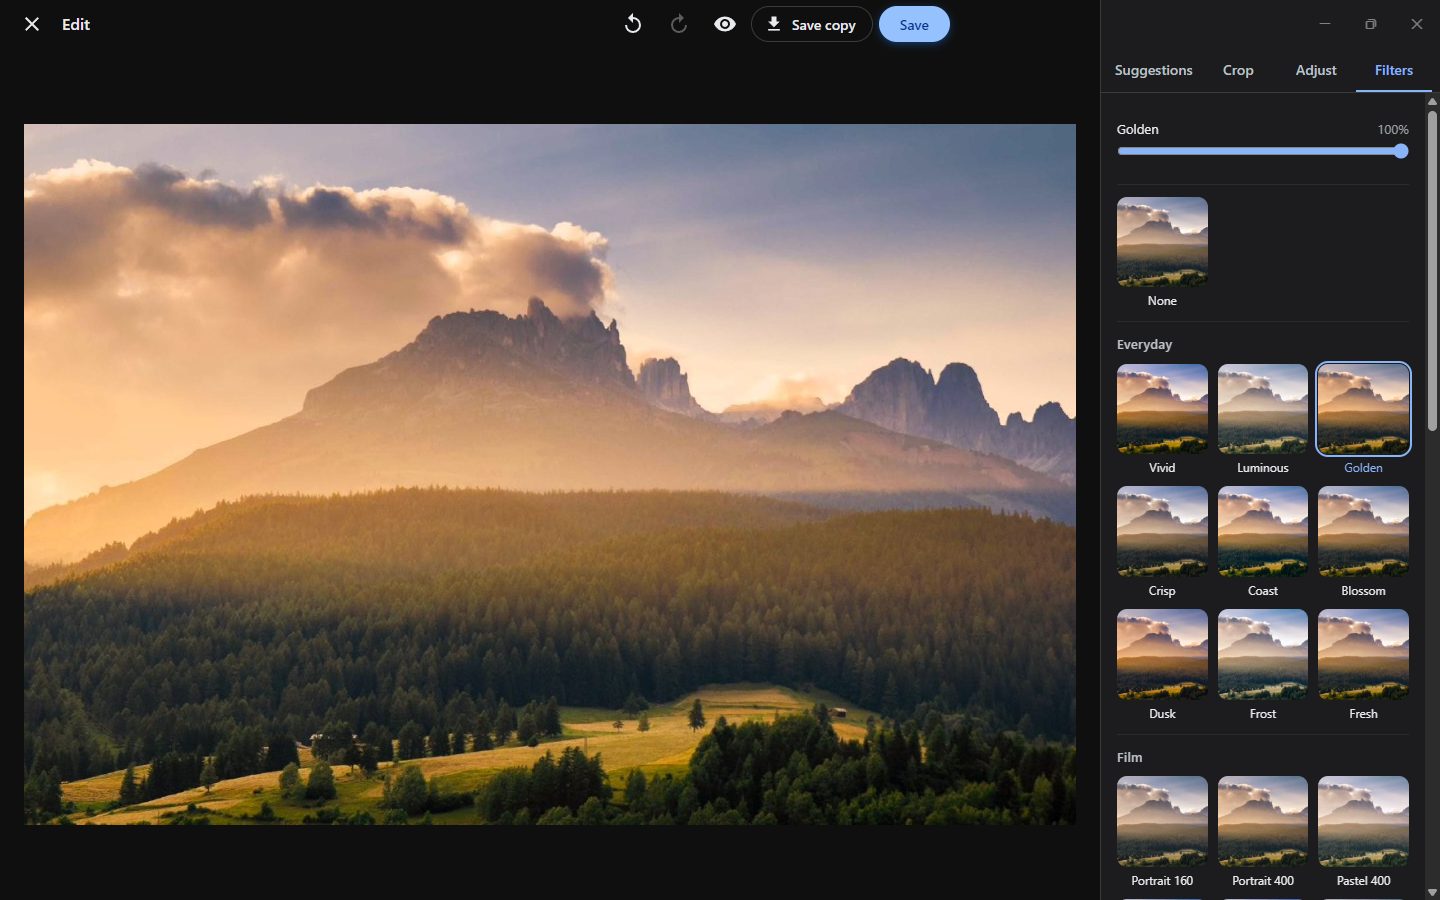 Edit
Save copy
Save
Suggestions
Crop
Adjust
Filters
Golden
100%
None
Everyday
Vivid
Luminous
Golden
Crisp
Coast
Blossom
Dusk
Frost
Fresh
Film
Portrait 160
Portrait 400
Pastel 400